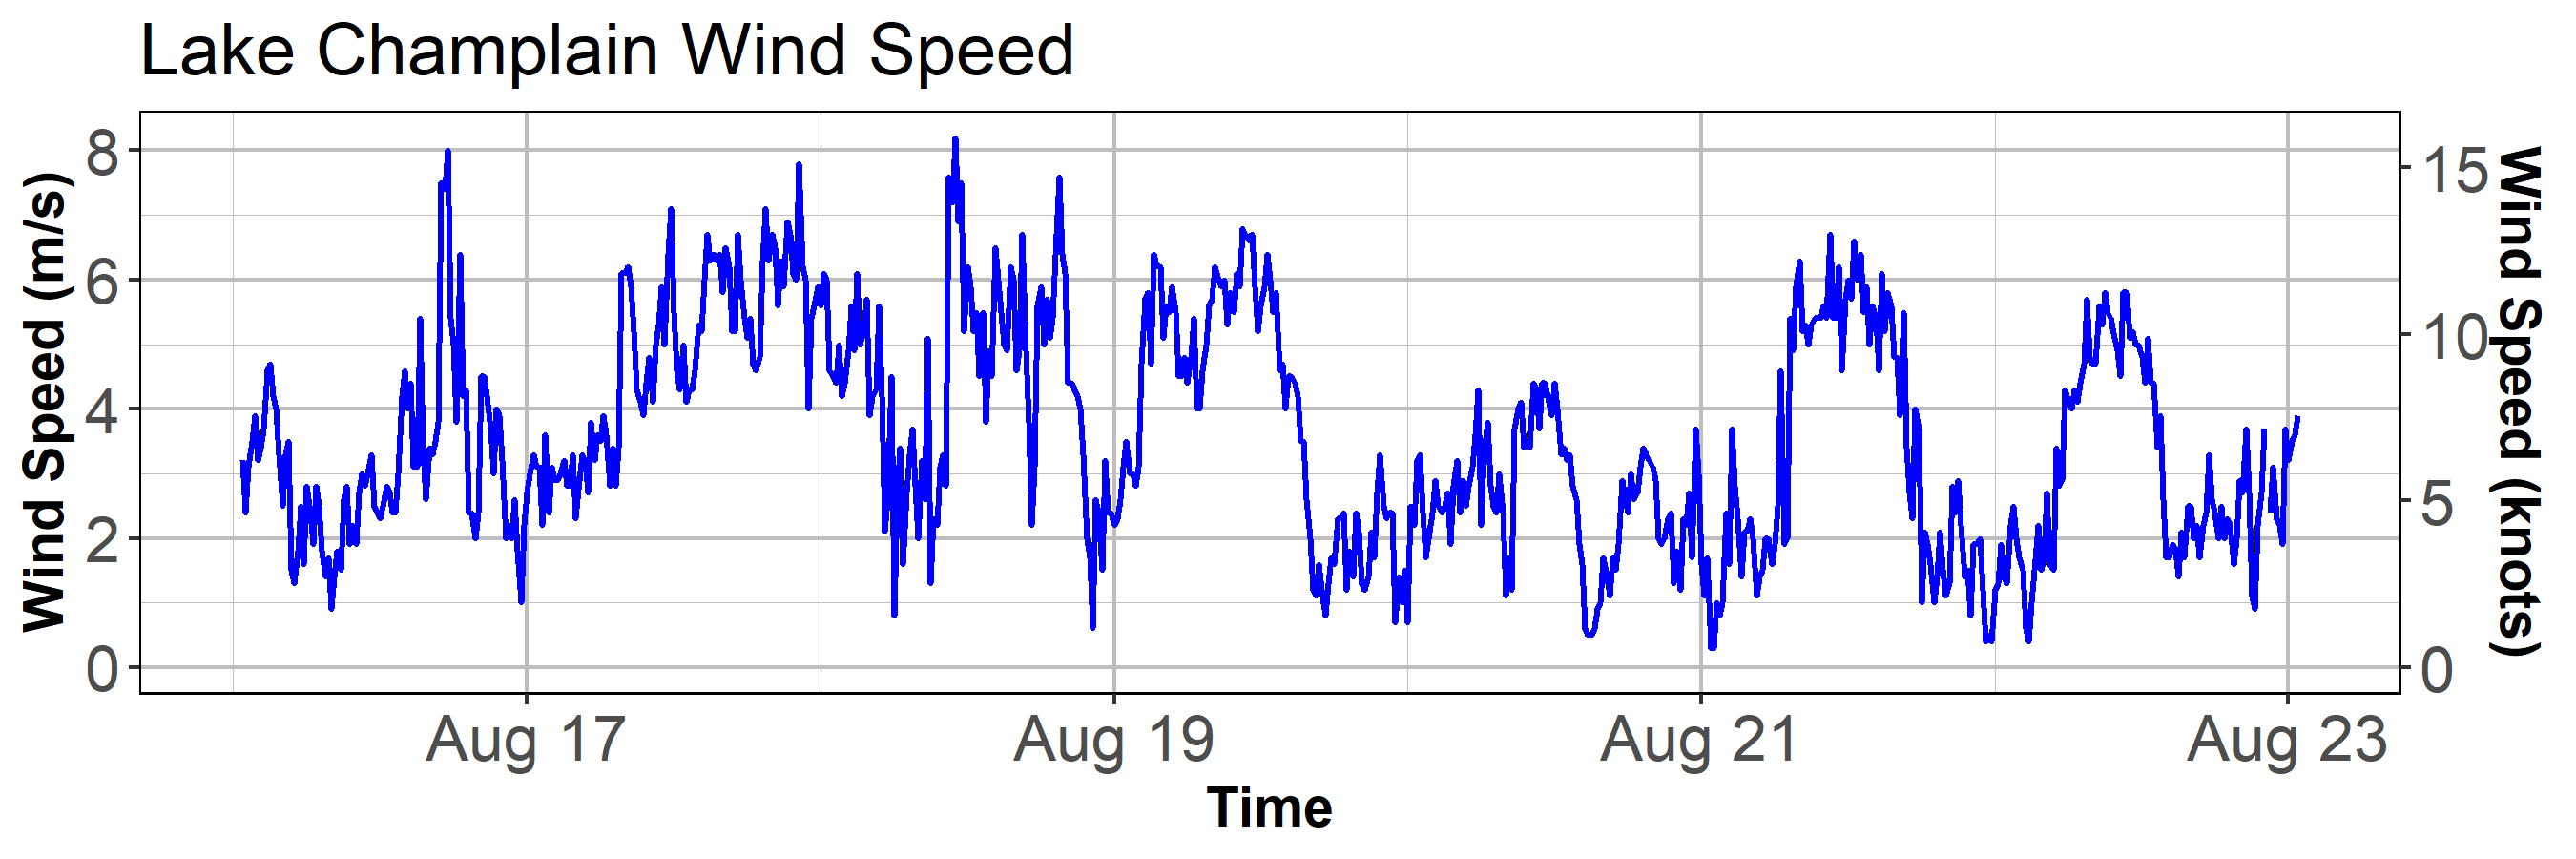 Lake Champlain Wind Speed
Wind Speed (m/s)
8
6
4
2
0
15
10
5
0
Wind Speed (knots)
Aug 17
Aug 19
Aug 21
Aug 23
Time